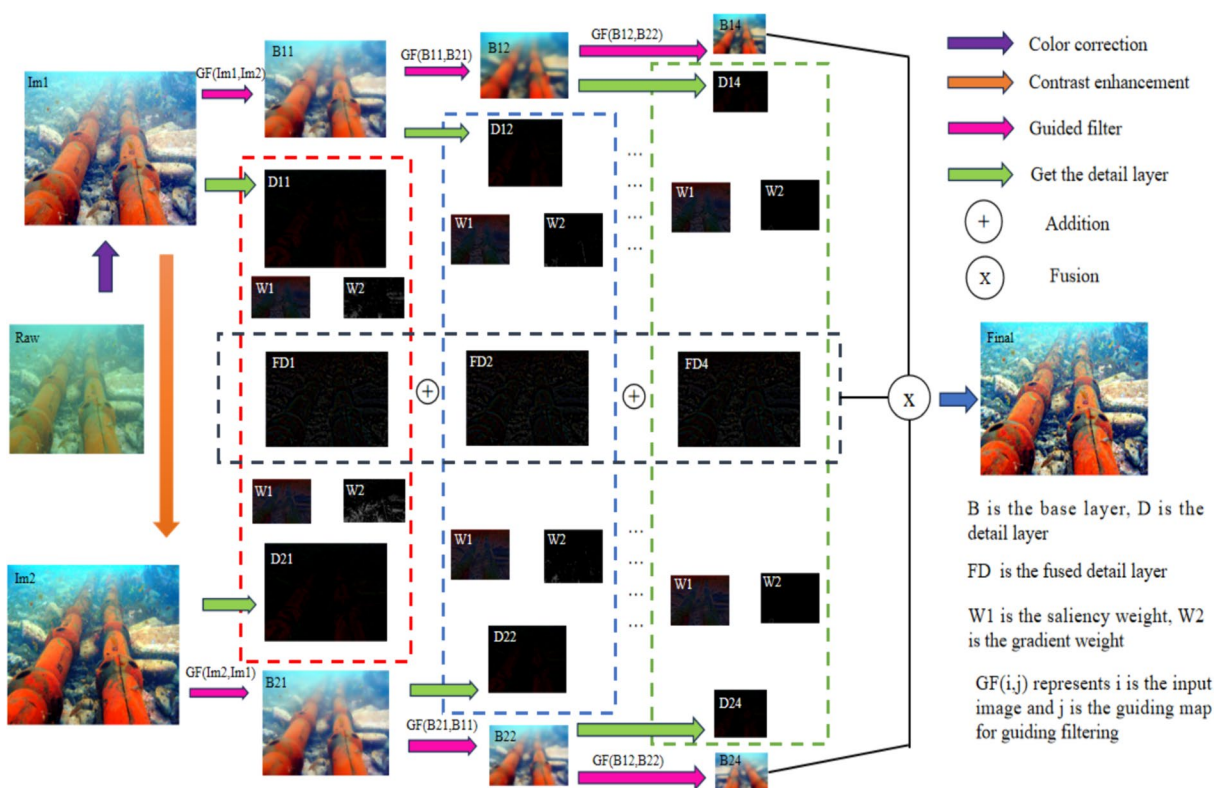 B14
GF(B12,B22)
B11
GF(B11,B21)
B12
Color correction
GF(Im1,Im2)
Im1
D14
Contrast enhancement
D12
Guided filter
...
D11
Get the detail layer
...
W1
W2
...
W1
W2
+
Addition
...
W1
W2
x
Fusion
Raw
Final
FD1
FD2
FD4
+
+
x
W1
W2
B is the base layer, D is the
detail layer
...
W1
W2
D21
...
FD is the fused detail layer
Im2
W1
W2
...
W1 is the saliency weight, W2
is the gradient weight
...
D22
GF(Im2,Im1)
B21
GF(i,j) represents i is the input
image and j is the guiding map
for guiding filtering
D24
GF(B21,B11)
B22
GF(B12,B22)
B24